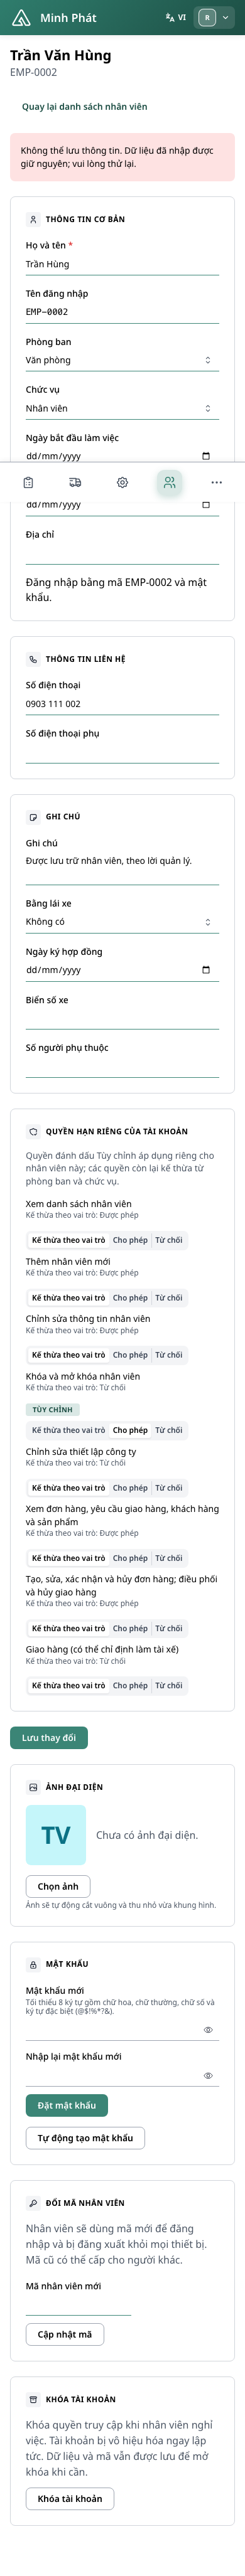 Minh Phát
VI
R
Trần Văn Hùng
EMP-0002
Quay lại danh sách nhân viên
Không thể lưu thông tin. Dữ liệu đã nhập được
giữ nguyên; vui lòng thử lại.
THÔNG TIN CƠ BẢN
Họ và tên *
Trần Hùng
Tên đăng nhập
EMP-0002
Phòng ban
Văn phòng
Chức vụ
Nhân viên
Ngày bắt đầu làm việc
dd/mm/yyyy
dd/mm/yyyy
Địa chỉ
Đăng nhập bằng mã EMP-0002 và mật
khẩu.
THÔNG TIN LIÊN HỆ
Số điện thoại
0903 111 002
Số điện thoại phụ
GHI CHÚ
Ghi chú
Được lưu trữ nhân viên, theo lời quản lý.
Bằng lái xe
Không có
Ngày ký hợp đồng
dd/mm/yyyy
Biển số xe
Số người phụ thuộc
QUYỀN HẠN RIÊNG CỦA TÀI KHOẢN
Quyền đánh dấu Tùy chỉnh áp dụng riêng cho
nhân viên này; các quyền còn lại kế thừa từ
phòng ban và chức vụ.
Xem danh sách nhân viên
Kế thừa theo vai trò: Được phép
Kế thừa theo vai trò Cho phép Từ chối
Thêm nhân viên mới
Kế thừa theo vai trò: Được phép
Kế thừa theo vai trò Cho phép Từ chối
Chỉnh sửa thông tin nhân viên
Kế thừa theo vai trò: Được phép
Kế thừa theo vai trò Cho phép Từ chối
Khóa và mở khóa nhân viên
Kế thừa theo vai trò: Từ chối
TÙY CHỈNH
Kế thừa theo vai trò Cho phép Từ chối
Chỉnh sửa thiết lập công ty
Kế thừa theo vai trò: Từ chối
Kế thừa theo vai trò Cho phép Từ chối
Xem đơn hàng, yêu cầu giao hàng, khách hàng
và sản phẩm
Kế thừa theo vai trò: Được phép
Kế thừa theo vai trò Cho phép Từ chối
Tạo, sửa, xác nhận và hủy đơn hàng; điều phối
và hủy giao hàng
Kế thừa theo vai trò: Được phép
Kế thừa theo vai trò Cho phép Từ chối
Giao hàng (có thể chỉ định làm tài xế)
Kế thừa theo vai trò: Từ chối
Kế thừa theo vai trò Cho phép Từ chối
Lưu thay đổi
ẢNH ĐẠI DIỆN
TV
Chưa có ảnh đại diện.
Chọn ảnh
Ảnh sẽ tự động cắt vuông và thu nhỏ vừa khung hình.
MẬT KHẨU
Mật khẩu mới
Tối thiểu 8 ký tự gồm chữ hoa, chữ thường, chữ số và
ký tự đặc biệt (@$!%*?&).
Nhập lại mật khẩu mới
Đặt mật khẩu
Tự động tạo mật khẩu
ĐỔI MÃ NHÂN VIÊN
Nhân viên sẽ dùng mã mới để đăng
nhập và bị đăng xuất khỏi mọi thiết bị.
Mã cũ có thể cấp cho người khác.
Mã nhân viên mới
Cập nhật mã
KHÓA TÀI KHOẢN
Khóa quyền truy cập khi nhân viên nghỉ
việc. Tài khoản bị vô hiệu hóa ngay lập
tức. Dữ liệu và mã vẫn được lưu để mở
khóa khi cần.
Khóa tài khoản